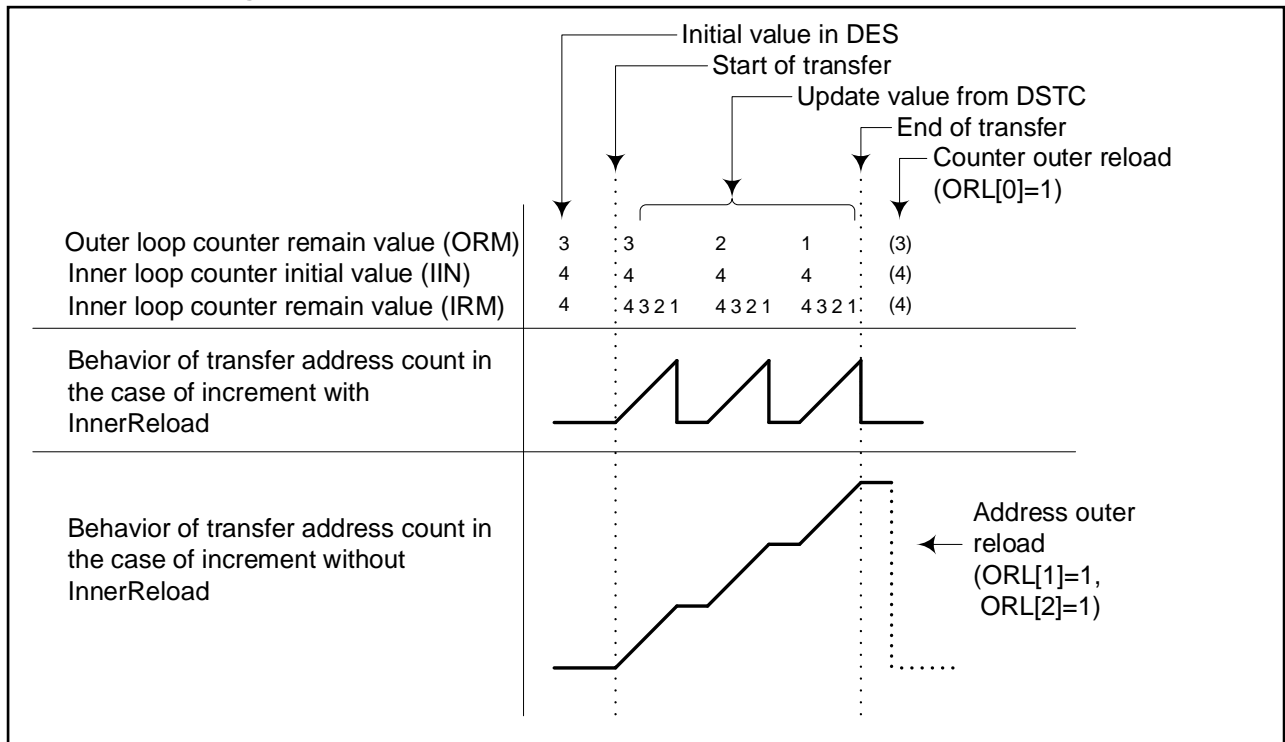 Initial value in DES
Start of transfer
Update value from DSTC
End of transfer
Counter outer reload
(ORL[0]=1)
Outer loop counter remain value (ORM) 3 3 2 1 (3)
Inner loop counter initial value (IIN) 4 4 4 4 (4)
Inner loop counter remain value (IRM) 4 4 3 2 1 4 3 2 1 4 3 2 1 (4)
Behavior of transfer address count in
the case of increment with
InnerReload
Behavior of transfer address count in
the case of increment without
InnerReload
Address outer
reload
(ORL[1]=1,
ORL[2]=1)